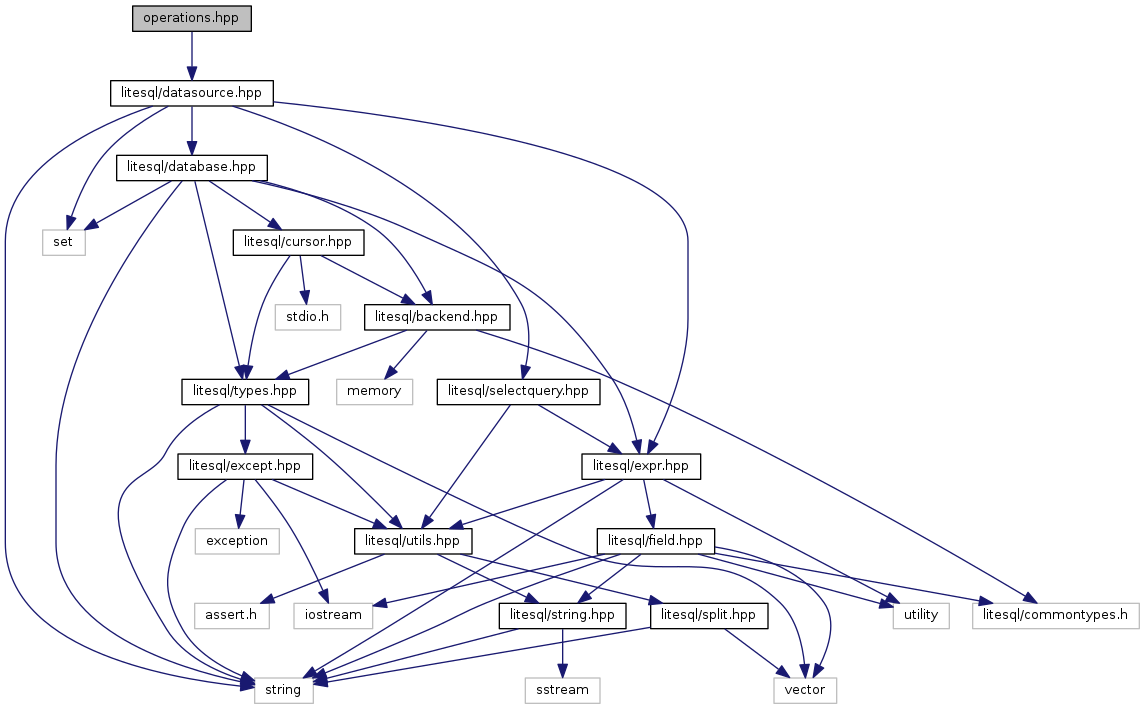 operations.hpp
litesql/datasource.hpp
litesql/database.hpp
set
litesql/cursor.hpp
stdio.h
litesql/backend.hpp
litesql/types.hpp
memory
litesql/selectquery.hpp
litesql/except.hpp
litesql/expr.hpp
exception
litesql/utils.hpp
litesql/field.hpp
assert.h
iostream
litesql/string.hpp
litesql/split.hpp
utility
litesql/commontypes.h
string
sstream
vector